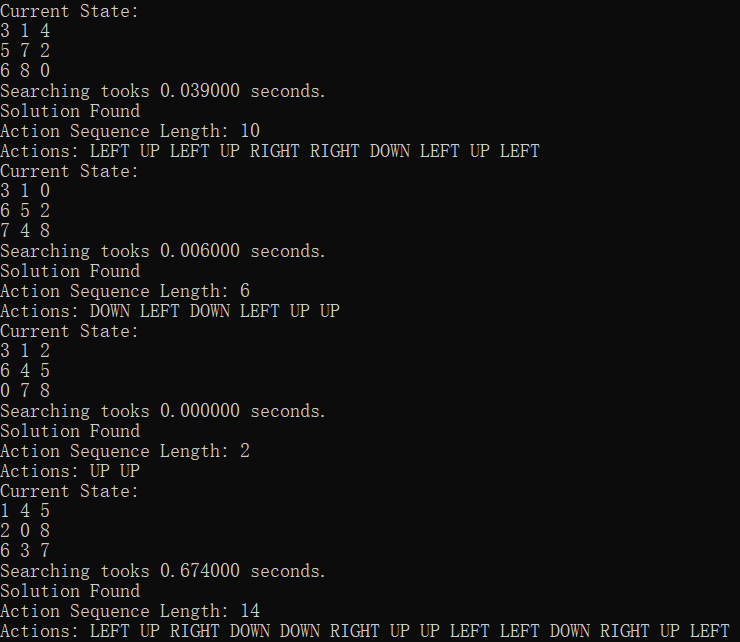 Current State:
3 1 4
5 7 2
6 8 0
Searching tooks 0.039000 seconds.
Solution Found
Action Sequence Length: 10
Actions: LEFT UP LEFT UP RIGHT RIGHT DOWN LEFT UP LEFT
Current State:
3 1 0
6 5 2
7 4 8
Searching tooks 0.006000 seconds.
Solution Found
Action Sequence Length: 6
Actions: DOWN LEFT DOWN LEFT UP UP
Current State:
3 1 2
6 4 5
0 7 8
Searching tooks 0.000000 seconds.
Solution Found
Action Sequence Length: 2
Actions: UP UP
Current State:
1 4 5
2 0 8
6 3 7
Searching tooks 0.674000 seconds.
Solution Found
Action Sequence Length: 14
Actions: LEFT UP RIGHT DOWN DOWN RIGHT UP UP LEFT LEFT DOWN RIGHT UP LEFT